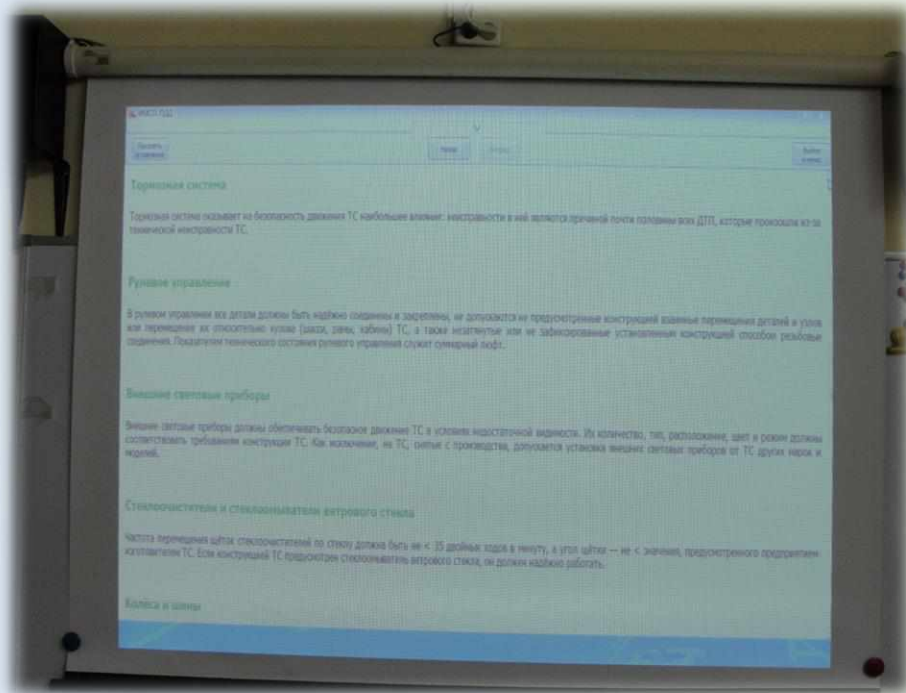 Назад
Тормозная система
Тормозная система оказывает на безопасность движения ТС наибольшее влияние: неисправности в ней являются причиной почти половины всех ДТП, которые произошли из-за
технической неисправности ТС.
Рулевое управление
В рулевом управлении все детали должны быть надёжно соединены и закреплены, не допускаются не предусмотренные конструкцией взаимные перемещения деталей и узлов
или перемещение их относительно кузова (шасси, рамы, кабины) ТС, а также незатянутые или не зафиксированные установленным конструкцией способом резьбовые
соединения. Показателем технического состояния рулевого управления служит суммарный люфт.
Внешние световые приборы
Внешние световые приборы должны обеспечивать безопасное движение ТС в условиях недостаточной видимости. Их количество, тип, расположение, цвет и режим должны
соответствовать требованиям конструкции ТС. Как исключение, на ТС, снятые с производства, допускается установка внешних световых приборов от ТС других марок и
моделей.
Стеклоочистители и стеклоомыватели ветрового стекла
Частота перемещения щёток стеклоочистителей по стеклу должна быть не < 35 двойных ходов в минуту, а угол щётки — не < значения, предусмотренного предприятием-
изготовителем ТС. Если конструкцией ТС предусмотрен стеклоомыватель ветрового стекла, он должен надёжно работать.
Колёса и шины